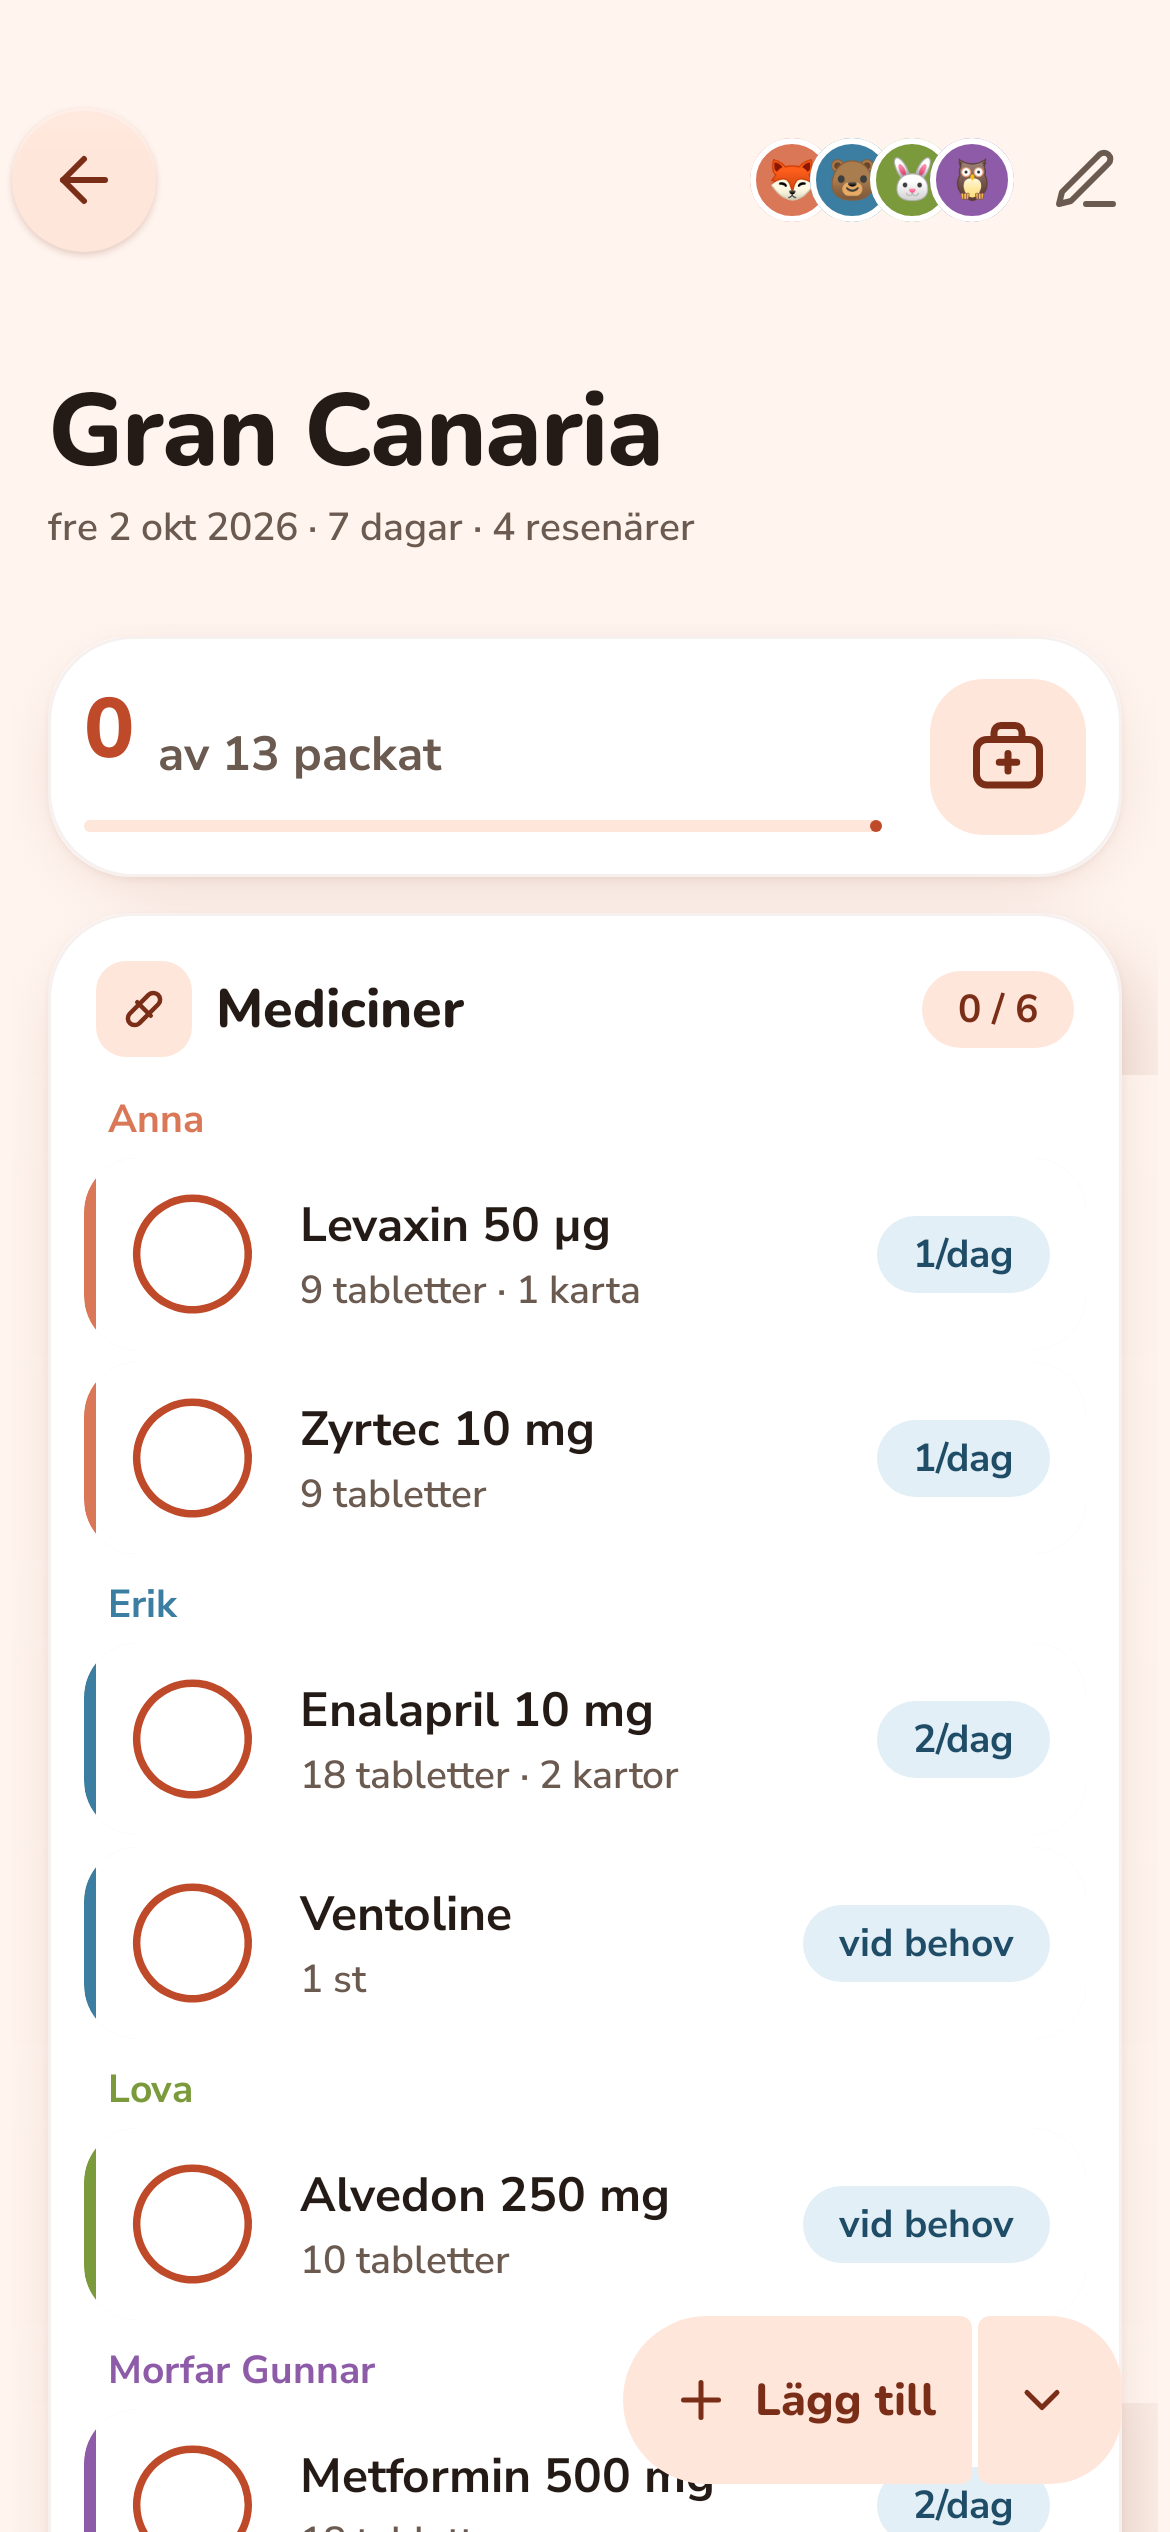 Gran Canaria
fre 2 okt 2026 · 7 dagar · 4 resenärer
0 av 13 packat
Mediciner
0 / 6
Anna
Levaxin 50 µg
9 tabletter · 1 karta
1/dag
Zyrtec 10 mg
9 tabletter
1/dag
Erik
Enalapril 10 mg
18 tabletter · 2 kartor
2/dag
Ventoline
1 st
vid behov
Lova
Alvedon 250 mg
10 tabletter
vid behov
Morfar Gunnar
Lägg till
Metformin 500 mg
2/dag